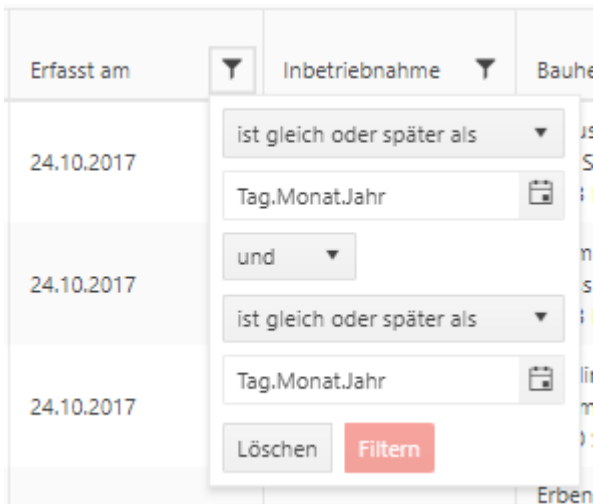 Erfasst am
Inbetriebnahme
ist gleich oder später als
24.10.2017
Tag.Monat.Jahr
und
24.10.2017
ist gleich oder später als
Tag.Monat.Jahr
24.10.2017
Löschen Filtern
Erben